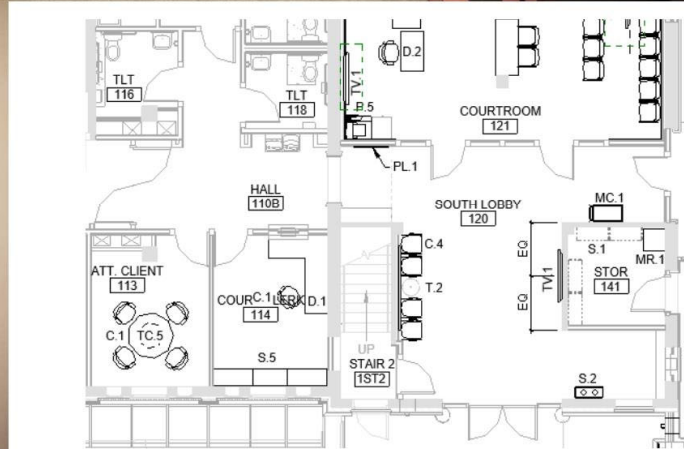 TLT
116
TLT
118
D.2
TV.1
P.5
COURTROOM
121
PL.1
HALL
110B
SOUTH LOBBY
120
MC.1
C.4
EQ
S.1
MR.1
ATT. CLIENT
113
C.1
COURT CLERK
114
D.1
T.2
TV.1
STOR
141
EQ
C.1
TC.5
S.5
UP
STAIR 2
1ST2
S.2